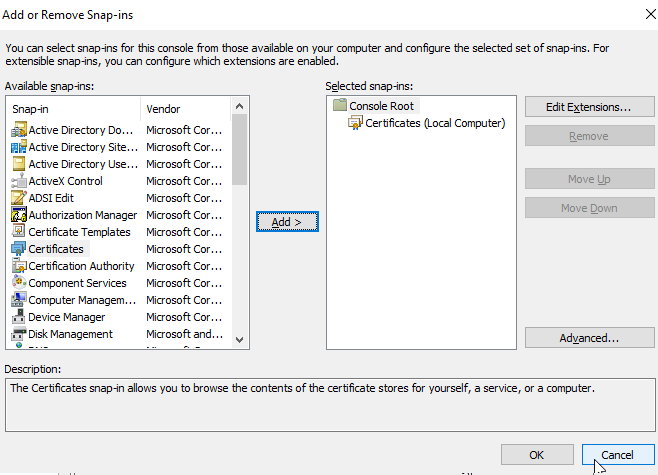 Add or Remove Snap-ins
You can select snap-ins for this console from those available on your computer and configure the selected set of snap-ins. For
extensible snap-ins, you can configure which extensions are enabled.
Available snap-ins:
Snap-in Vendor
Active Directory Do... Microsoft Cor...
Active Directory Site... Microsoft Cor...
Active Directory Use... Microsoft Cor...
ActiveX Control Microsoft Cor...
ADSI Edit Microsoft Cor...
Authorization Manager Microsoft Cor...
Certificate Templates Microsoft Cor...
Certificates Microsoft Cor...
Certification Authority Microsoft Cor...
Component Services Microsoft Cor...
Computer Managem... Microsoft Cor...
Device Manager Microsoft Cor...
Disk Management Microsoft and...
Add >
Selected snap-ins:
Console Root
Certificates (Local Computer)
Edit Extensions...
Remove
Move Up
Move Down
Advanced...
Description:
The Certificates snap-in allows you to browse the contents of the certificate stores for yourself, a service, or a computer.
OK
Cancel